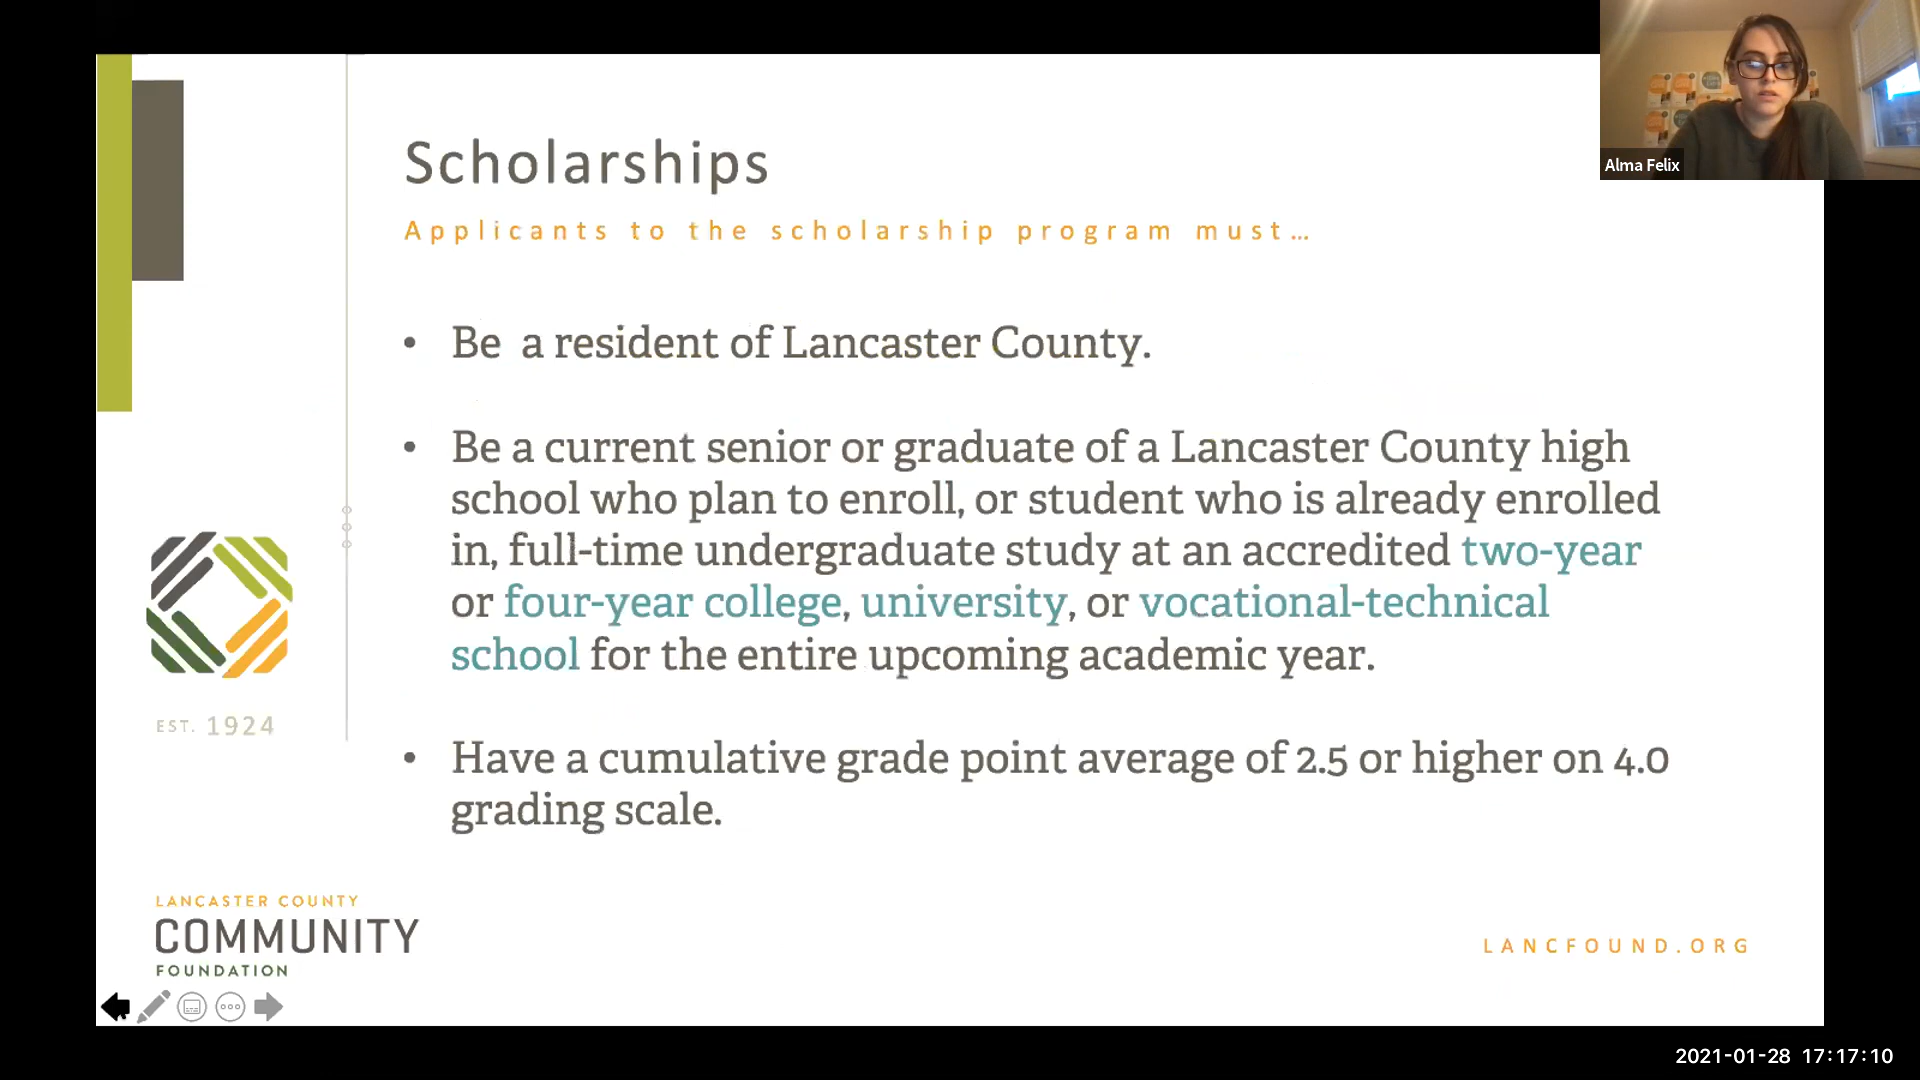 Scholarships
Applicants to the scholarship program must…
• Be a resident of Lancaster County.
• Be a current senior or graduate of a Lancaster County high
school who plan to enroll, or student who is already enrolled
in, full-time undergraduate study at an accredited two-year
or four-year college, university, or vocational-technical
school for the entire upcoming academic year.
• Have a cumulative grade point average of 2.5 or higher on 4.0
grading scale.
EST. 1924
LANCASTER COUNTY
COMMUNITY
FOUNDATION
LANCFOUND.ORG
Alma Felix
2021-01-28 17:17:10